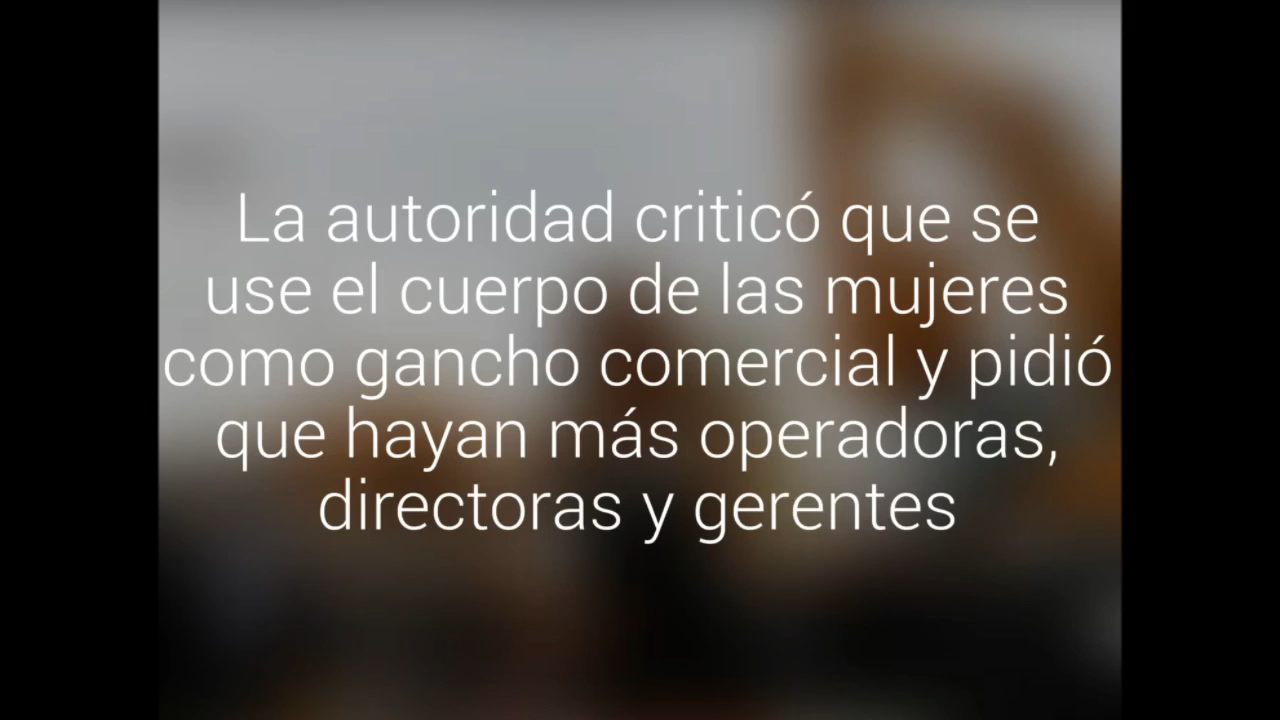 La autoridad criticó que se
use el cuerpo de las mujeres
como gancho comercial y pidió
que hayan más operadoras,
directoras y gerentes